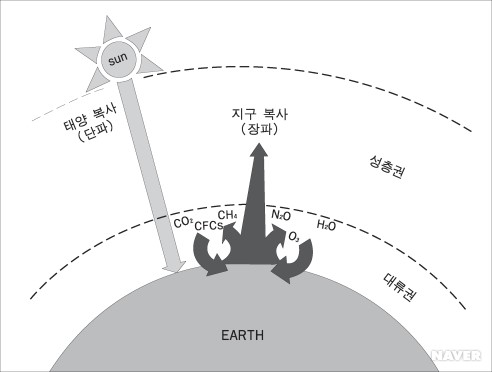 sun
태양 복사
(단파)
지구 복사
(장파)
성층권
CO₂
CFCs
CH₄
N₂O
O₃
H₂O
대류권
EARTH
NAVER